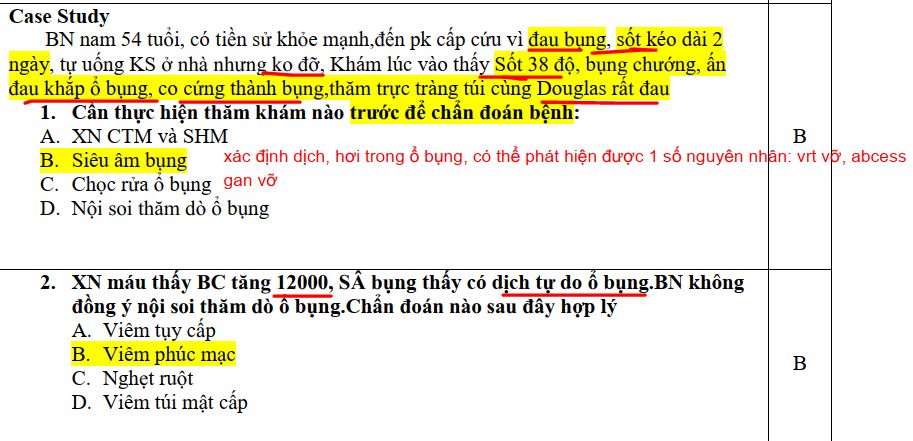 Case Study
BN nam 54 tuổi, có tiền sử khỏe mạnh,đến pk cấp cứu vì đau bụng, sốt kéo dài 2
ngày, tự uống KS ở nhà nhưng ko đỡ, Khám lúc vào thấy Sốt 38 độ, bụng chướng, ấn
đau khắp ổ bụng, co cứng thành bụng,thăm trực tràng túi cùng Douglas rất đau
1. Cần thực hiện thăm khám nào trước để chẩn đoán bệnh:
A. XN CTM và SHM
B
B. Siêu âm bụng
xác định dịch, hơi trong ổ bụng, có thể phát hiện được 1 số nguyên nhân: vrt vỡ, abcess
gan vỡ
C. Chọc rửa ổ bụng
D. Nội soi thăm dò ổ bụng
2. XN máu thấy BC tăng 12000, SÂ bụng thấy có dịch tự do ổ bụng.BN không
đồng ý nội soi thăm dò ổ bụng.Chẩn đoán nào sau đây hợp lý
A. Viêm tụy cấp
B. Viêm phúc mạc
B
C. Nghẹt ruột
D. Viêm túi mật cấp